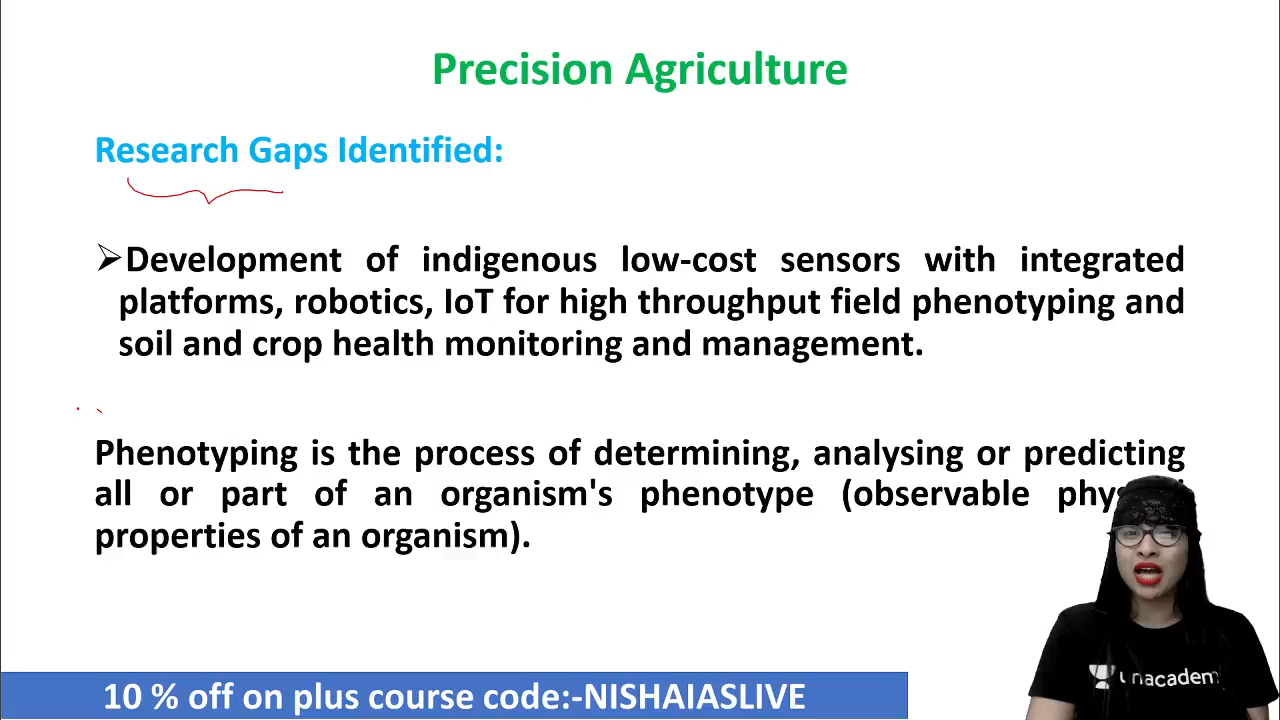 Precision Agriculture
Research Gaps Identified:
➢Development of indigenous low-cost sensors with integrated
platforms, robotics, IoT for high throughput field phenotyping and
soil and crop health monitoring and management.
Phenotyping is the process of determining, analysing or predicting
all or part of an organism's phenotype (observable
properties of an organism).
unacadem
10 % off on plus course code:-NISHAIASLIVE